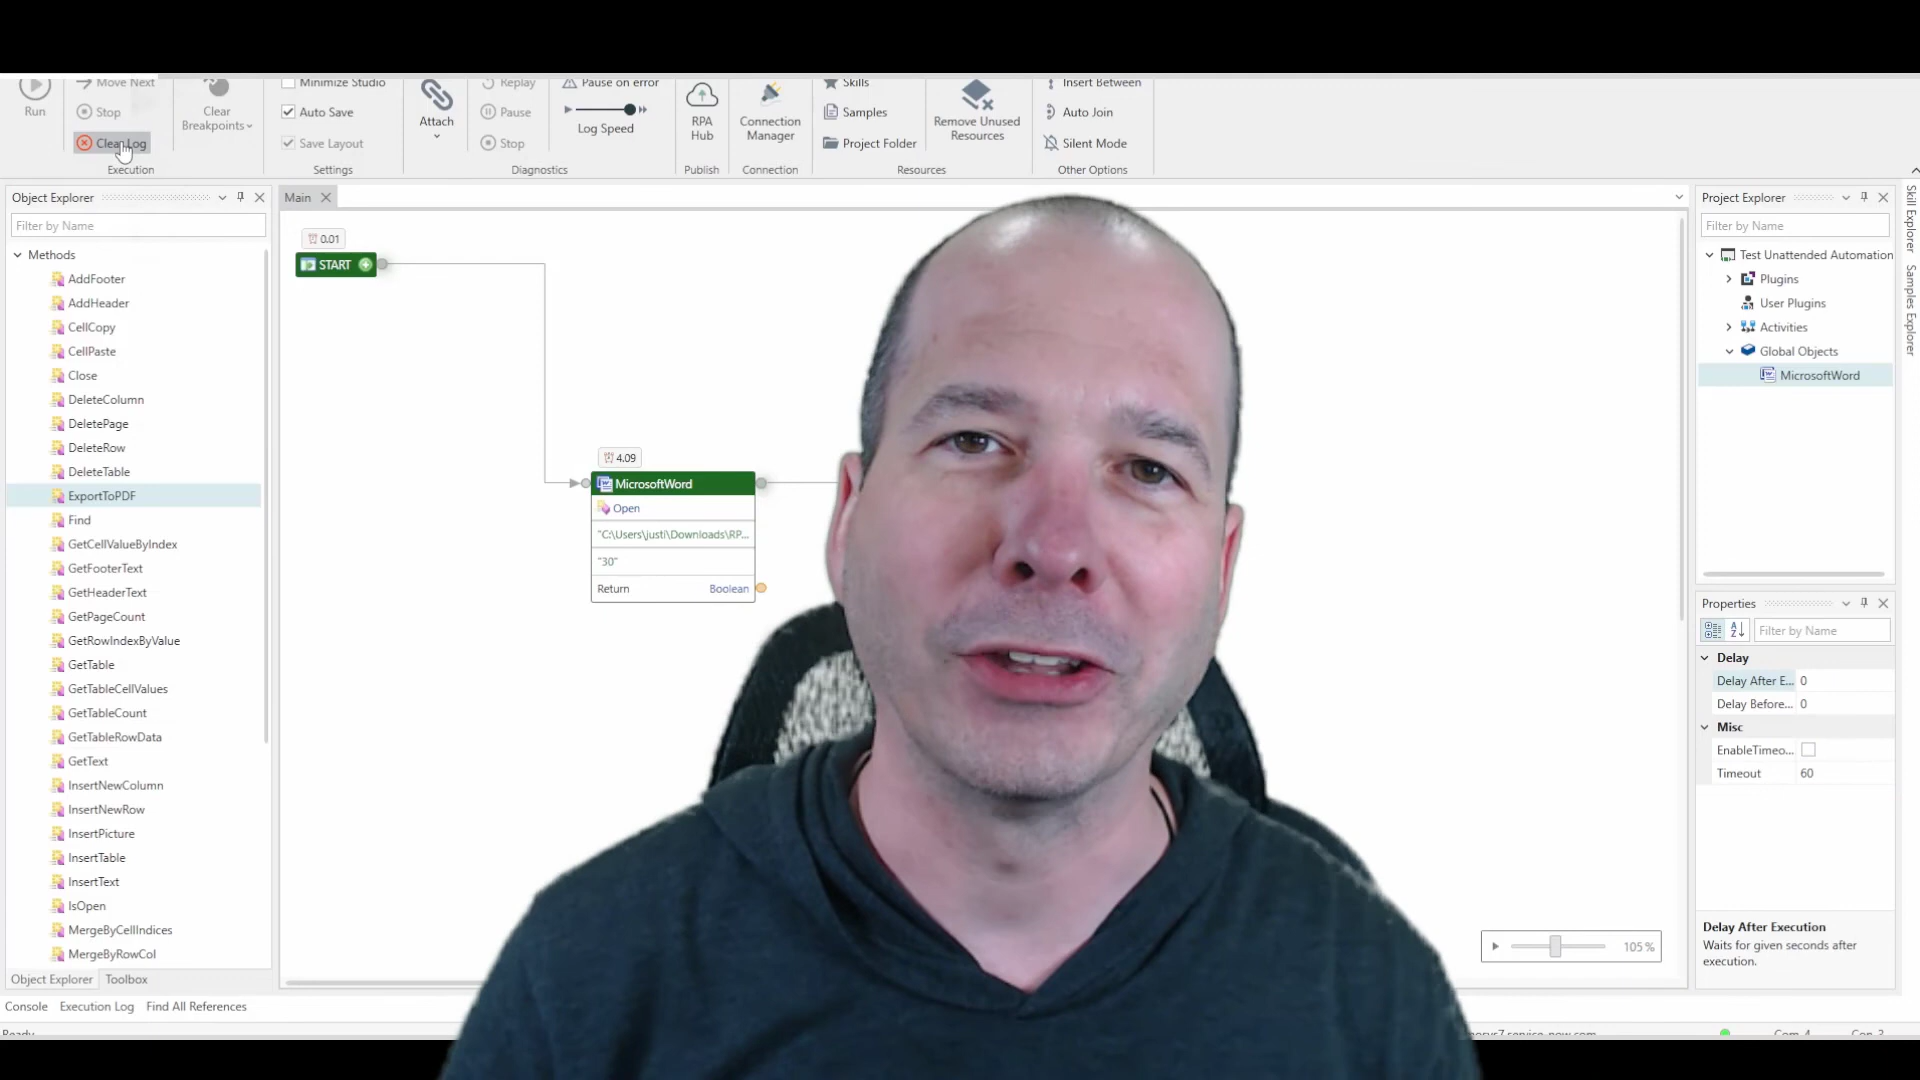 Move Next
Minimize Studio
Replay
Pause on error
Skills
Insert Between
Run
Stop
Clear
Breakpoints
Auto Save
Attach
Pause
Log Speed
RPA
Hub
Connection
Manager
Samples
Remove Unused
Resources
Auto Join
Clear Log
Save Layout
Stop
Project Folder
Silent Mode
Execution
Settings
Diagnostics
Publish
Connection
Resources
Other Options
Object Explorer
Filter by Name
Methods
AddFooter
AddHeader
CellCopy
CellPaste
Close
DeleteColumn
DeletePage
DeleteRow
DeleteTable
ExportToPDF
Find
GetCellValueByIndex
GetFooterText
GetHeaderText
GetPageCount
GetRowIndexByValue
GetTable
GetTableCellValues
GetTableCount
GetTableRowData
GetText
InsertNewColumn
InsertNewRow
InsertPicture
InsertTable
InsertText
IsOpen
MergeByCellIndices
MergeByRowCol
Object Explorer
Toolbox
Console
Execution Log
Find All References
Ready
Main
0.01
START
4.09
MicrosoftWord
Open
"C:\Users\justi\Downloads\RP...
"30"
Return Boolean
105 %
Project Explorer
Filter by Name
Test Unattended Automation
Plugins
User Plugins
Activities
Global Objects
MicrosoftWord
Properties
Filter by Name
Delay
Delay After E... 0
Delay Before... 0
Misc
EnableTimeo...
Timeout 60
Delay After Execution
Waits for given seconds after
execution.
Skill Explorer
Samples Explorer